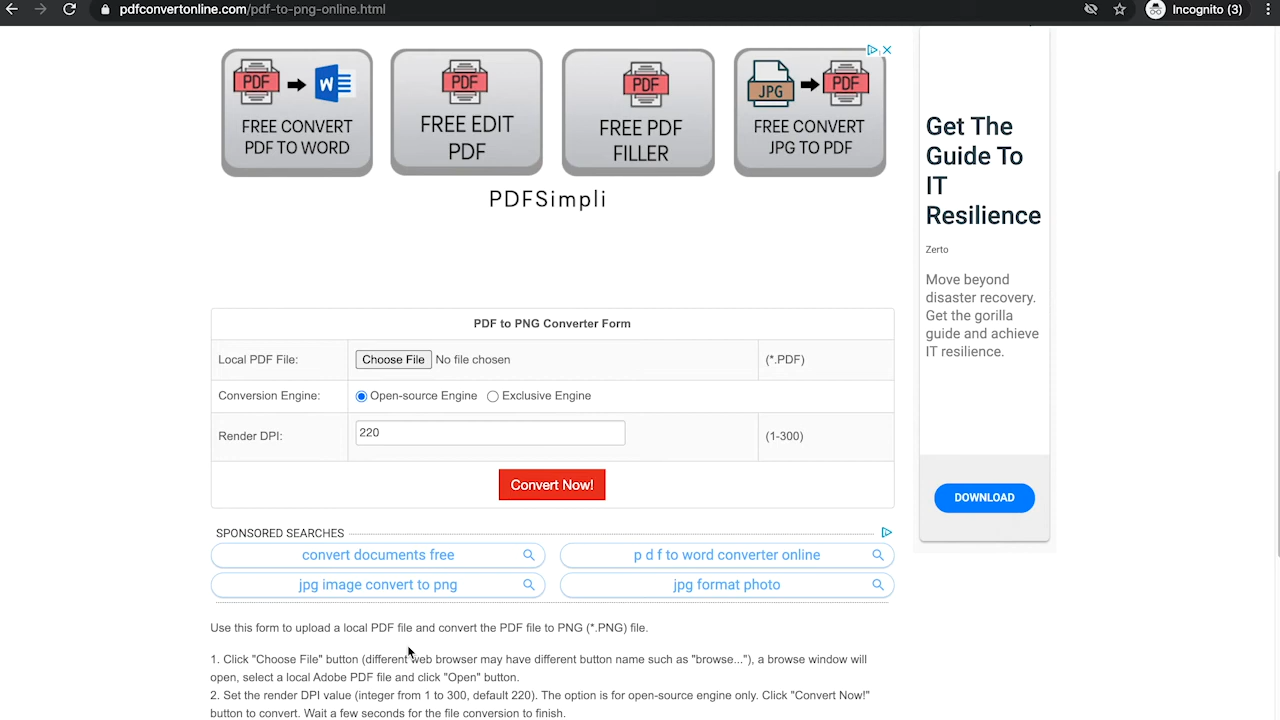 pdfconvertonline.com/pdf-to-png-online.html
Incognito (3)
PDF
W
FREE CONVERT
PDF TO WORD
PDF
FREE EDIT
PDF
PDF
FREE PDF
FILLER
JPG
PDF
FREE CONVERT
JPG TO PDF
PDFSimpli
Get The
Guide To
IT
Resilience
Zerto
Move beyond
disaster recovery.
Get the gorilla
guide and achieve
IT resilience.
DOWNLOAD
PDF to PNG Converter Form
Local PDF File: Choose File No file chosen (*.PDF)
Conversion Engine: Open-source Engine Exclusive Engine
Render DPI: 220 (1-300)
Convert Now!
SPONSORED SEARCHES
convert documents free
p d f to word converter online
jpg image convert to png
jpg format photo
Use this form to upload a local PDF file and convert the PDF file to PNG (*.PNG) file.
1. Click "Choose File" button (different web browser may have different button name such as "browse..."), a browse window will
open, select a local Adobe PDF file and click "Open" button.
2. Set the render DPI value (integer from 1 to 300, default 220). The option is for open-source engine only. Click "Convert Now!"
button to convert. Wait a few seconds for the file conversion to finish.